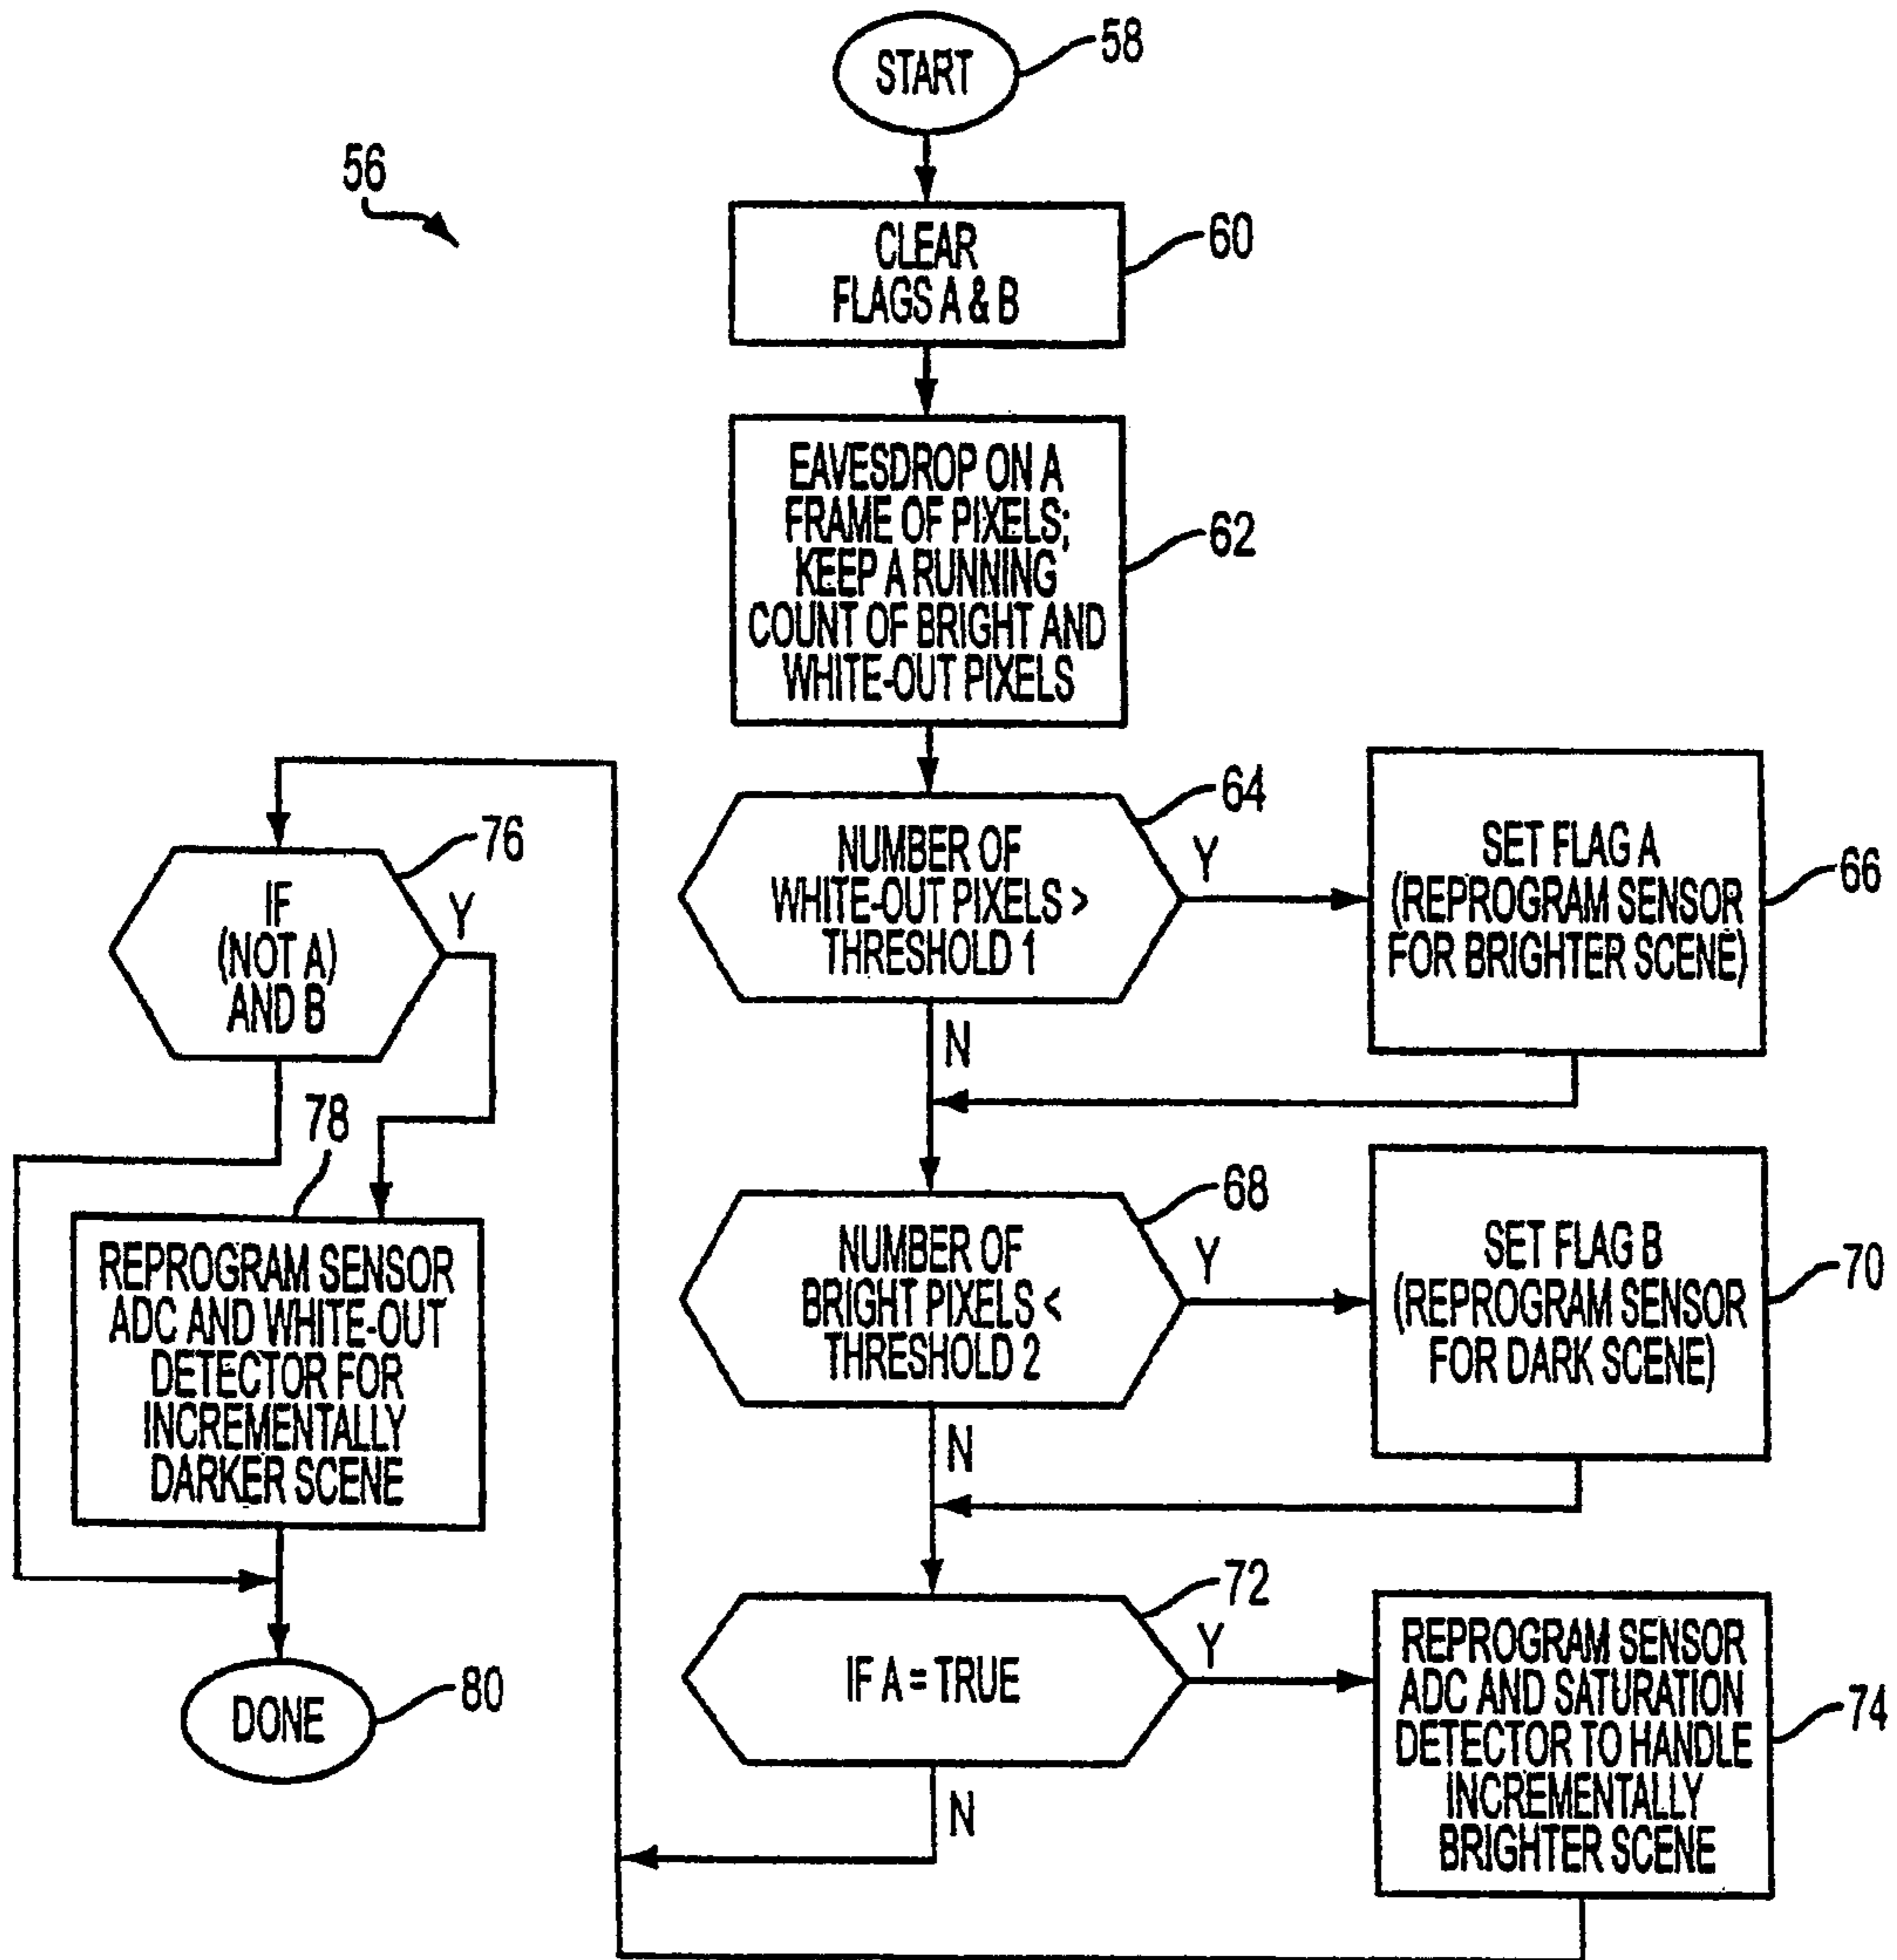 START
58
56
CLEAR
FLAGS A & B
60
EAVESDROP ON A
FRAME OF PIXELS;
KEEP A RUNNING
COUNT OF BRIGHT AND
WHITE-OUT PIXELS
62
NUMBER OF
WHITE-OUT PIXELS >
THRESHOLD 1
64
Y
N
SET FLAG A
(REPROGRAM SENSOR
FOR BRIGHTER SCENE)
66
NUMBER OF
BRIGHT PIXELS <
THRESHOLD 2
68
Y
N
SET FLAG B
(REPROGRAM SENSOR
FOR DARK SCENE)
70
IF A = TRUE
72
Y
N
REPROGRAM SENSOR
ADC AND SATURATION
DETECTOR TO HANDLE
INCREMENTALLY
BRIGHTER SCENE
74
IF
(NOT A)
AND B
76
Y
78
REPROGRAM SENSOR
ADC AND WHITE-OUT
DETECTOR FOR
INCREMENTALLY
DARKER SCENE
DONE
80